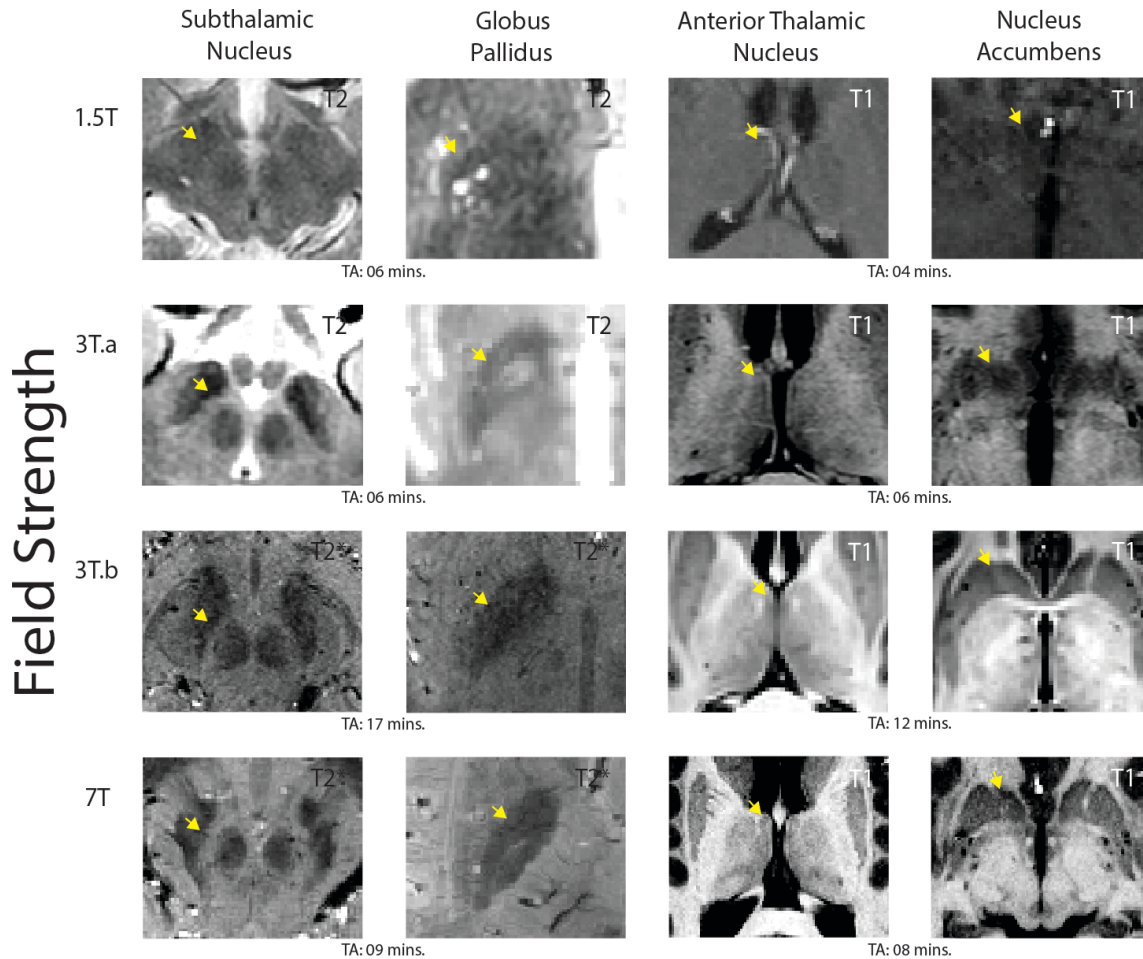 Subthalamic
Nucleus
Globus
Pallidus
Anterior Thalamic
Nucleus
Nucleus
Accumbens
Field Strength
1.5T
T2
T2
T1
T1
TA: 06 mins.
TA: 04 mins.
3T.a
T2
T2
T1
T1
TA: 06 mins.
TA: 06 mins.
3T.b
T2*
T2*
T1
T1
TA: 17 mins.
TA: 12 mins.
7T
T2*
T2*
T1
T1
TA: 09 mins.
TA: 08 mins.